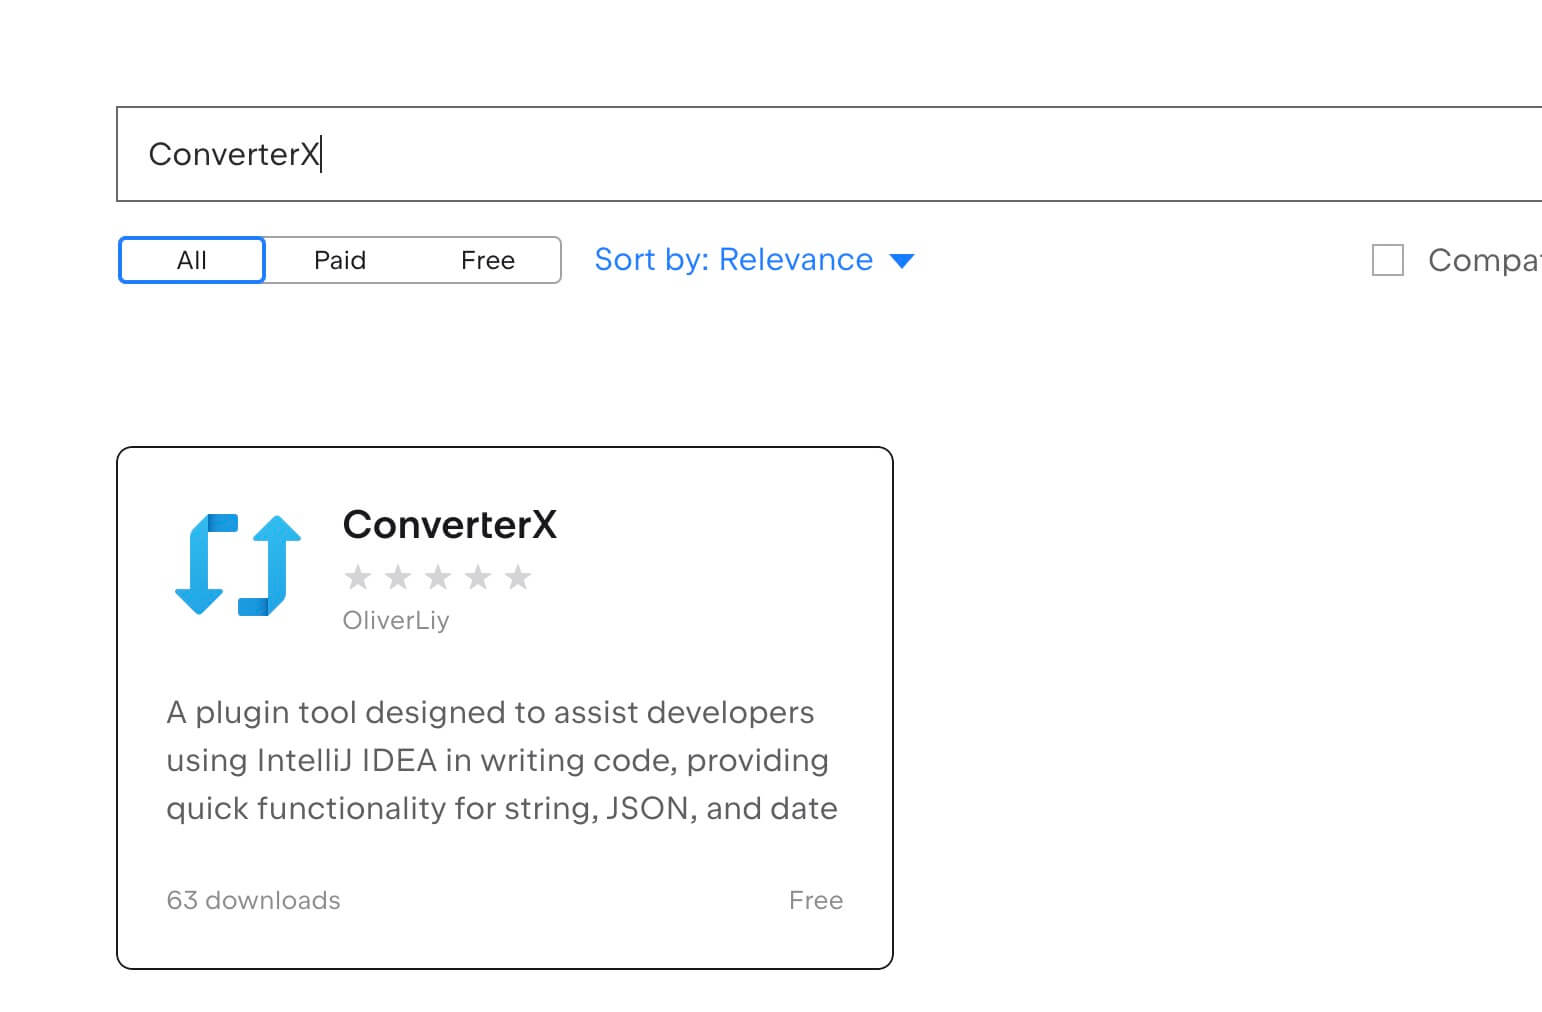 ConverterX
All Paid Free Sort by: Relevance
ConverterX
OliverLiy
A plugin tool designed to assist developers
using IntelliJ IDEA in writing code, providing
quick functionality for string, JSON, and date
63 downloads Free